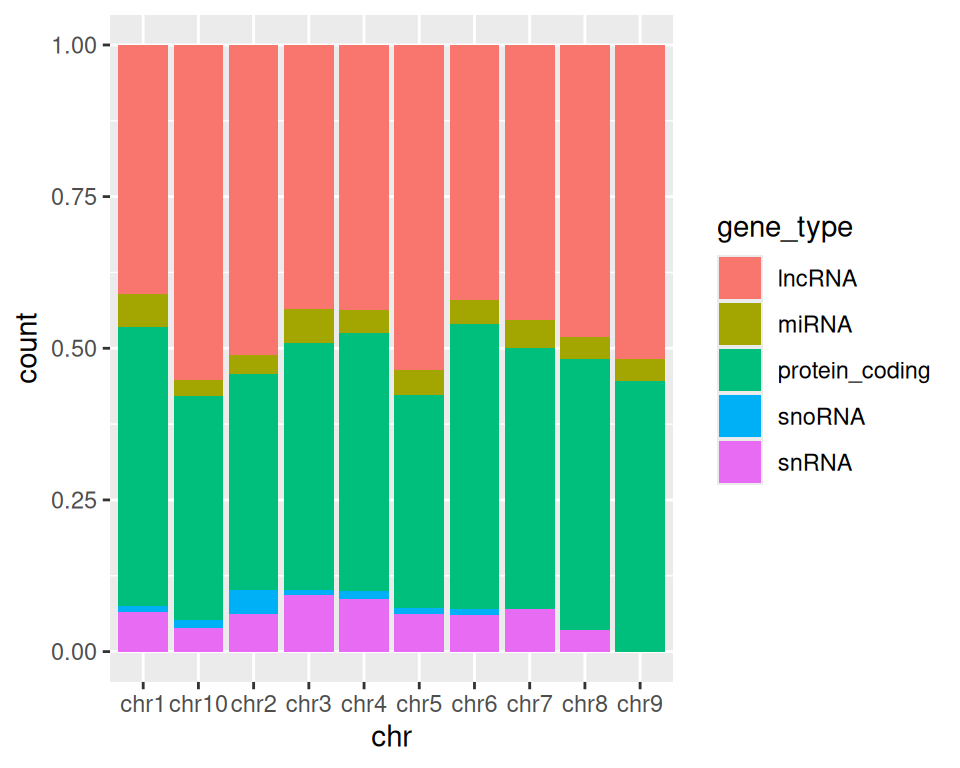 1.00
0.75
0.50
0.25
0.00
count
chr1 chr10 chr2 chr3 chr4 chr5 chr6 chr7 chr8 chr9
chr
gene_type
lncRNA
miRNA
protein_coding
snoRNA
snRNA